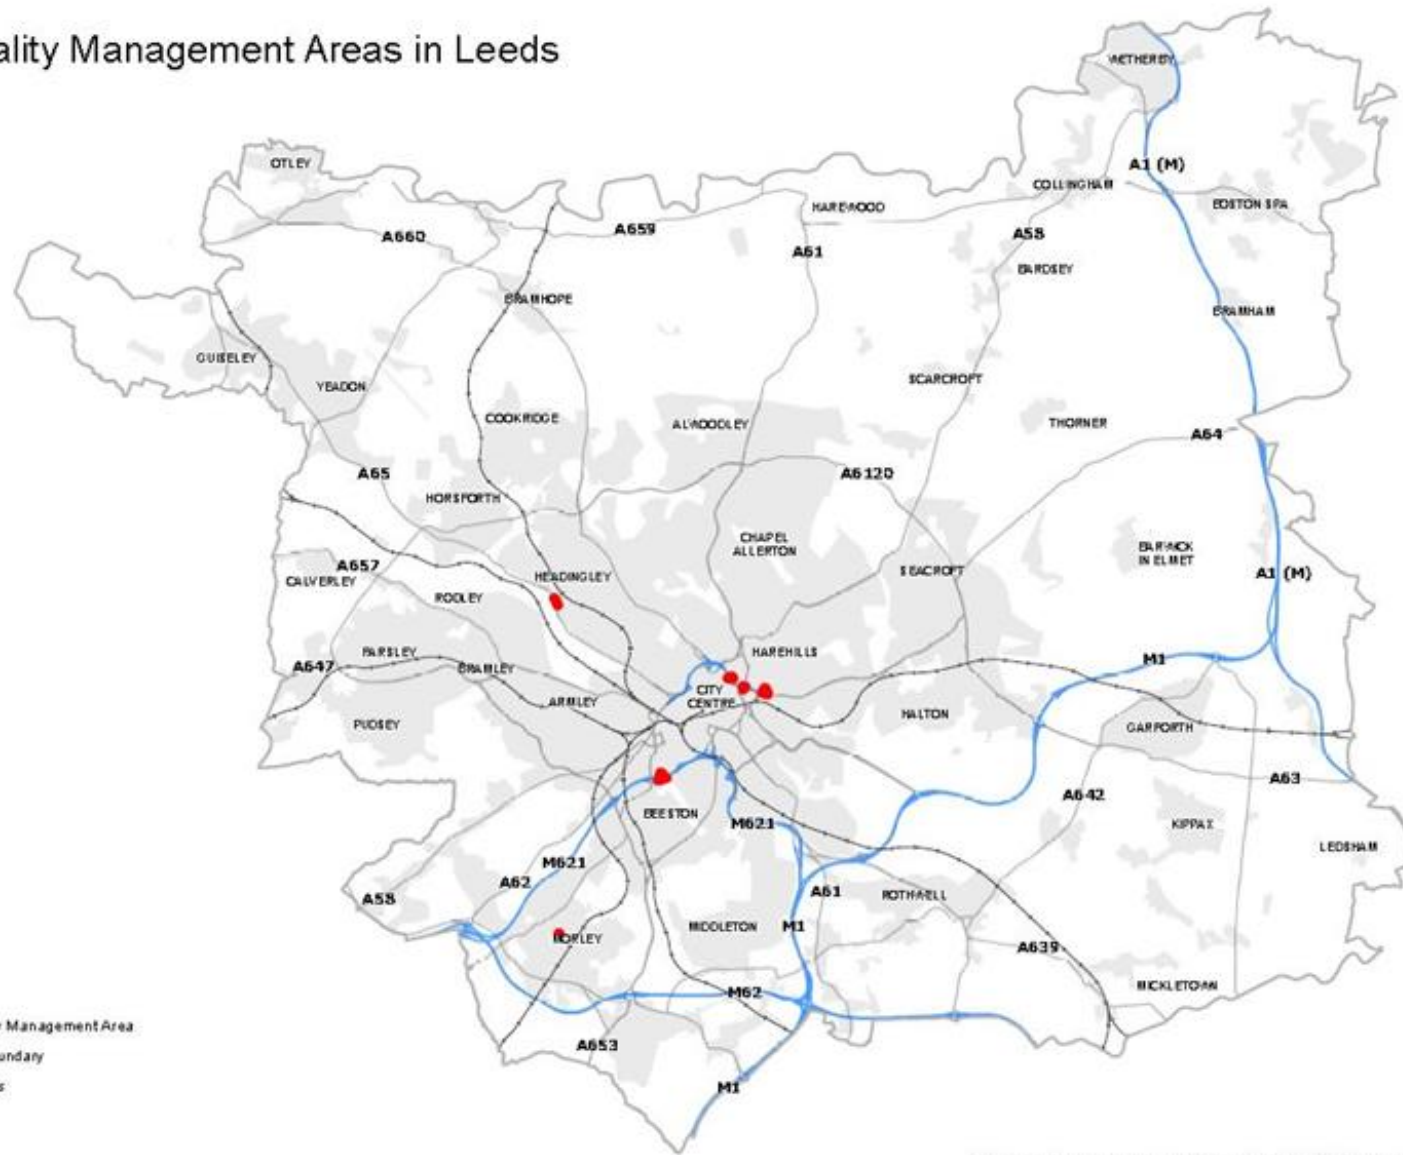 ality Management Areas in Leeds
WETHERBY
OTLEY
A1 (M)
COLLINGHAM
HAREWOOD
BOSTON SPA
A660
A659
A58
A61
BARDSEY
BRAMHOPE
BRAMHAM
GUISELEY
YEADON
SCARCROFT
COOKRIDGE
ALWOODLEY
THORNER
A64
A65
A6120
HORSFORTH
CHAPEL
ALLERTON
BARWICK
IN ELMET
A657
HEADINGLEY
SEACROFT
A1 (M)
CALVERLEY
RODLEY
FARSLEY
HAREHILLS
A647
BRAMLEY
M1
CITY
CENTRE
ARMLEY
PUDSEY
HALTON
GARFORTH
A63
A642
BEESTON
M621
KIPPAX
LEDSHAM
M621
A62
A58
A61
ROTHWELL
MIDDLETON
M1
MORLEY
A639
MICKLETOWN
M62
Management Area
undary
A653
s
M1